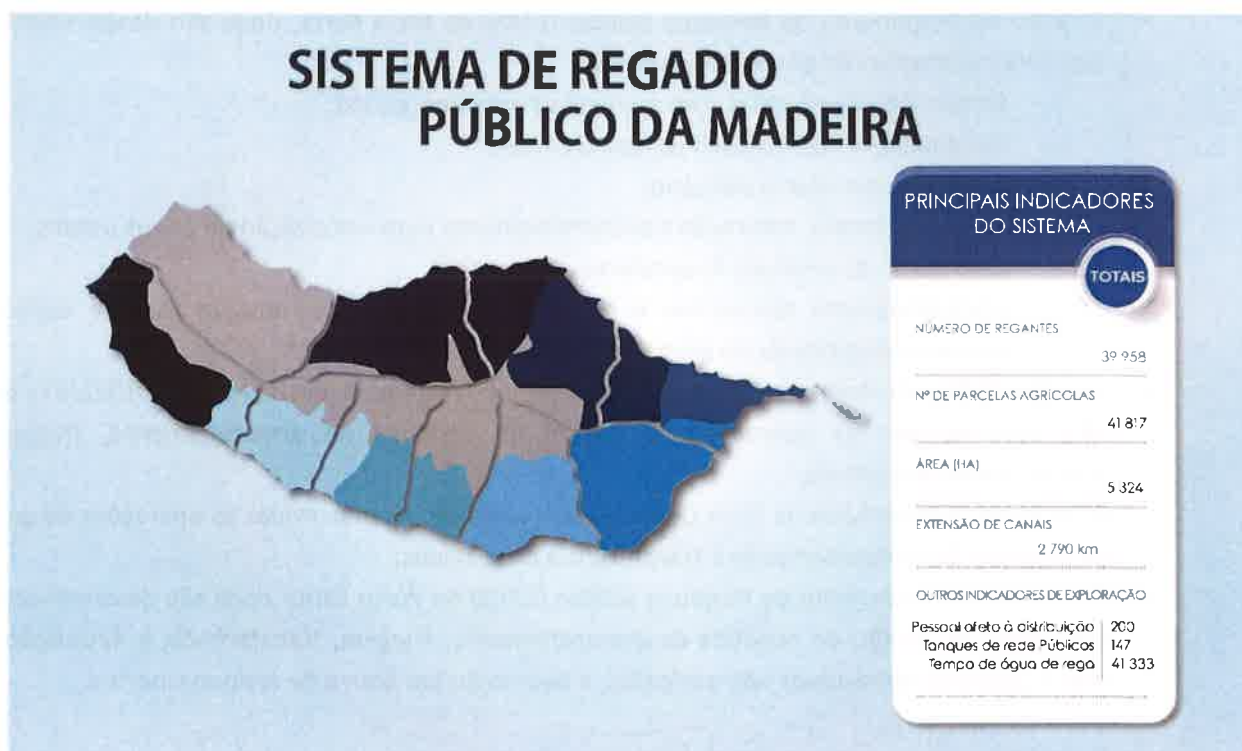 SISTEMA DE REGADIO
PÚBLICO DA MADEIRA
PRINCIPAIS INDICADORES
DO SISTEMA
TOTAIS
NÚMERO DE REGANTES
39 958
Nº DE PARCELAS AGRÍCOLAS
41 817
ÁREA (HA)
5 324
EXTENSÃO DE CANAIS
2 790 km
OUTROS INDICADORES DE EXPLORAÇÃO
Pessoal afeto à distribuição 200
Tanques de rede Públicos 147
Tempo de água de rega 41 333